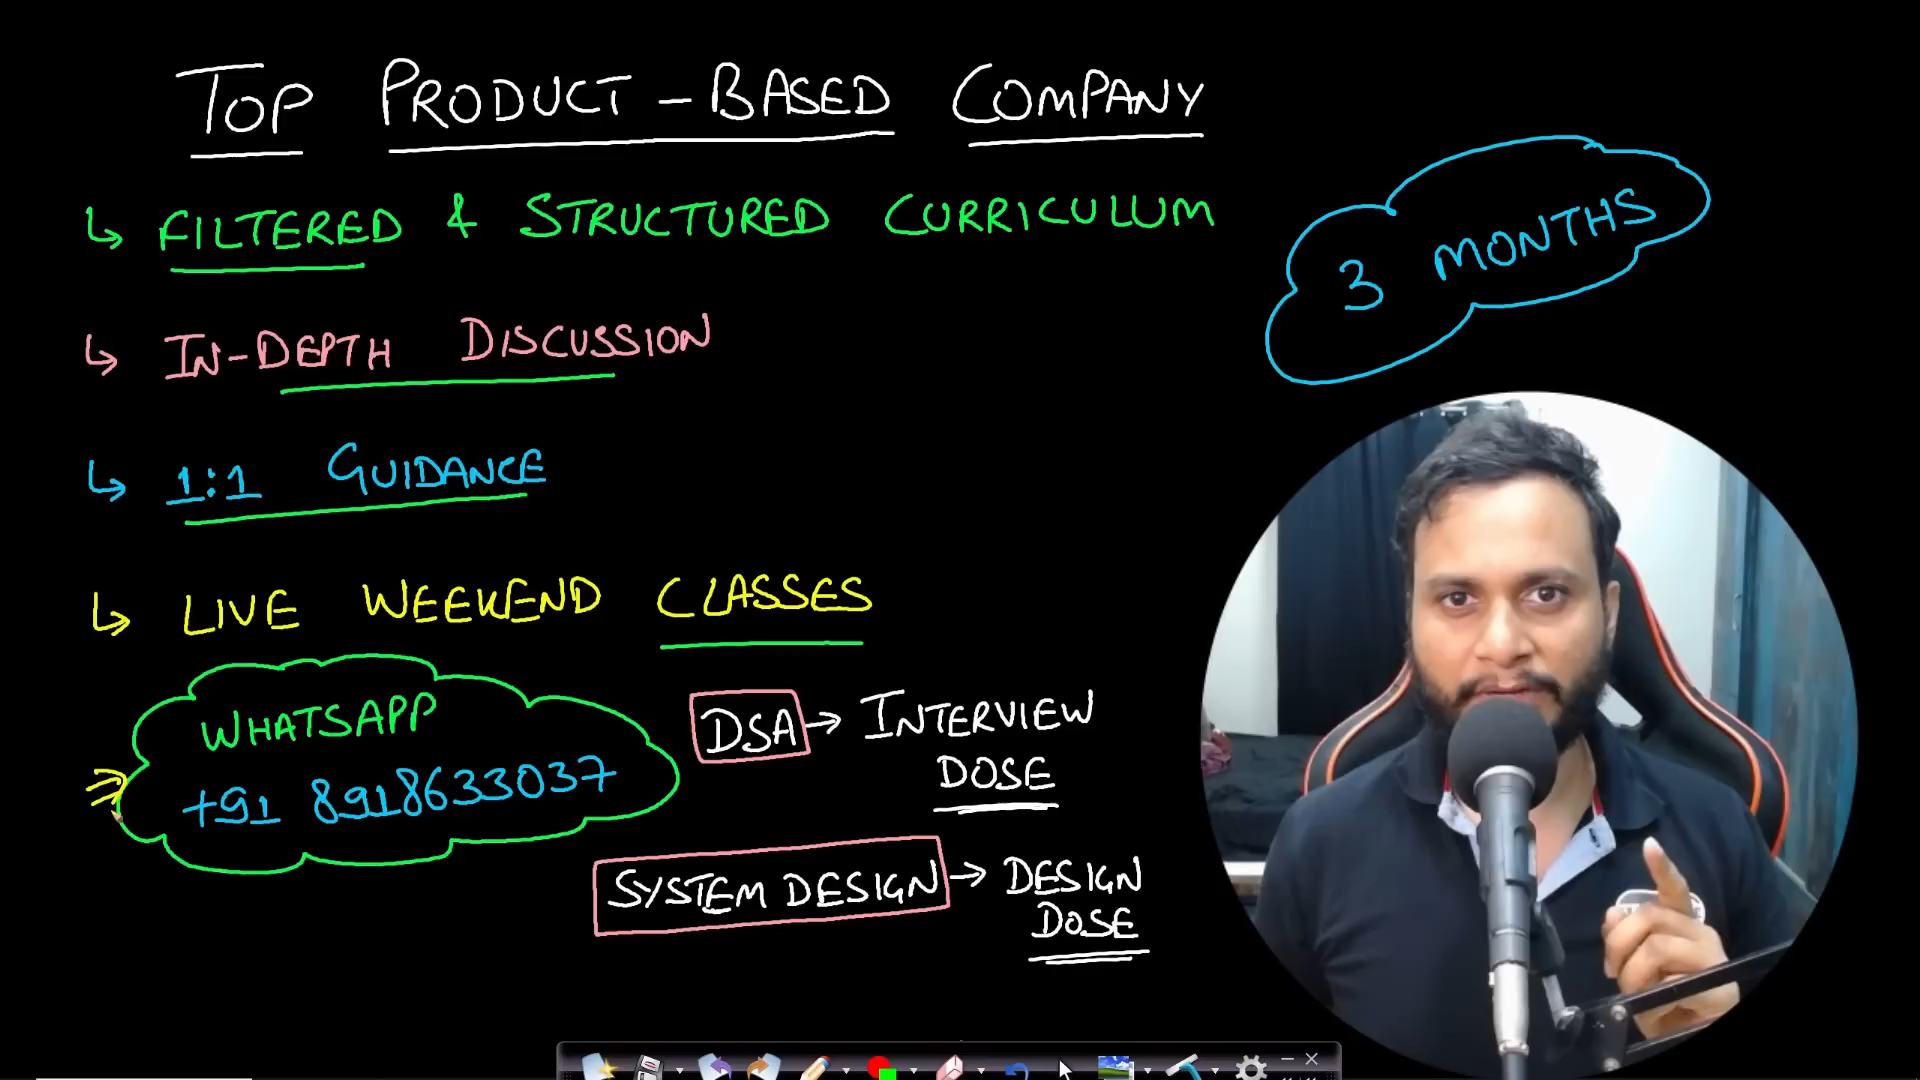 TOP PRODUCT-BASED COMPANY
↳ FILTERED & STRUCTURED CURRICULUM
3 MONTHS
↳ IN-DEPTH DISCUSSION
↳ 1:1 GUIDANCE
↳ LIVE WEEKEND CLASSES
WHATSAPP
⇒ +91 8918633037
DSA → INTERVIEW
DOSE
SYSTEM DESIGN → DESIGN
DOSE